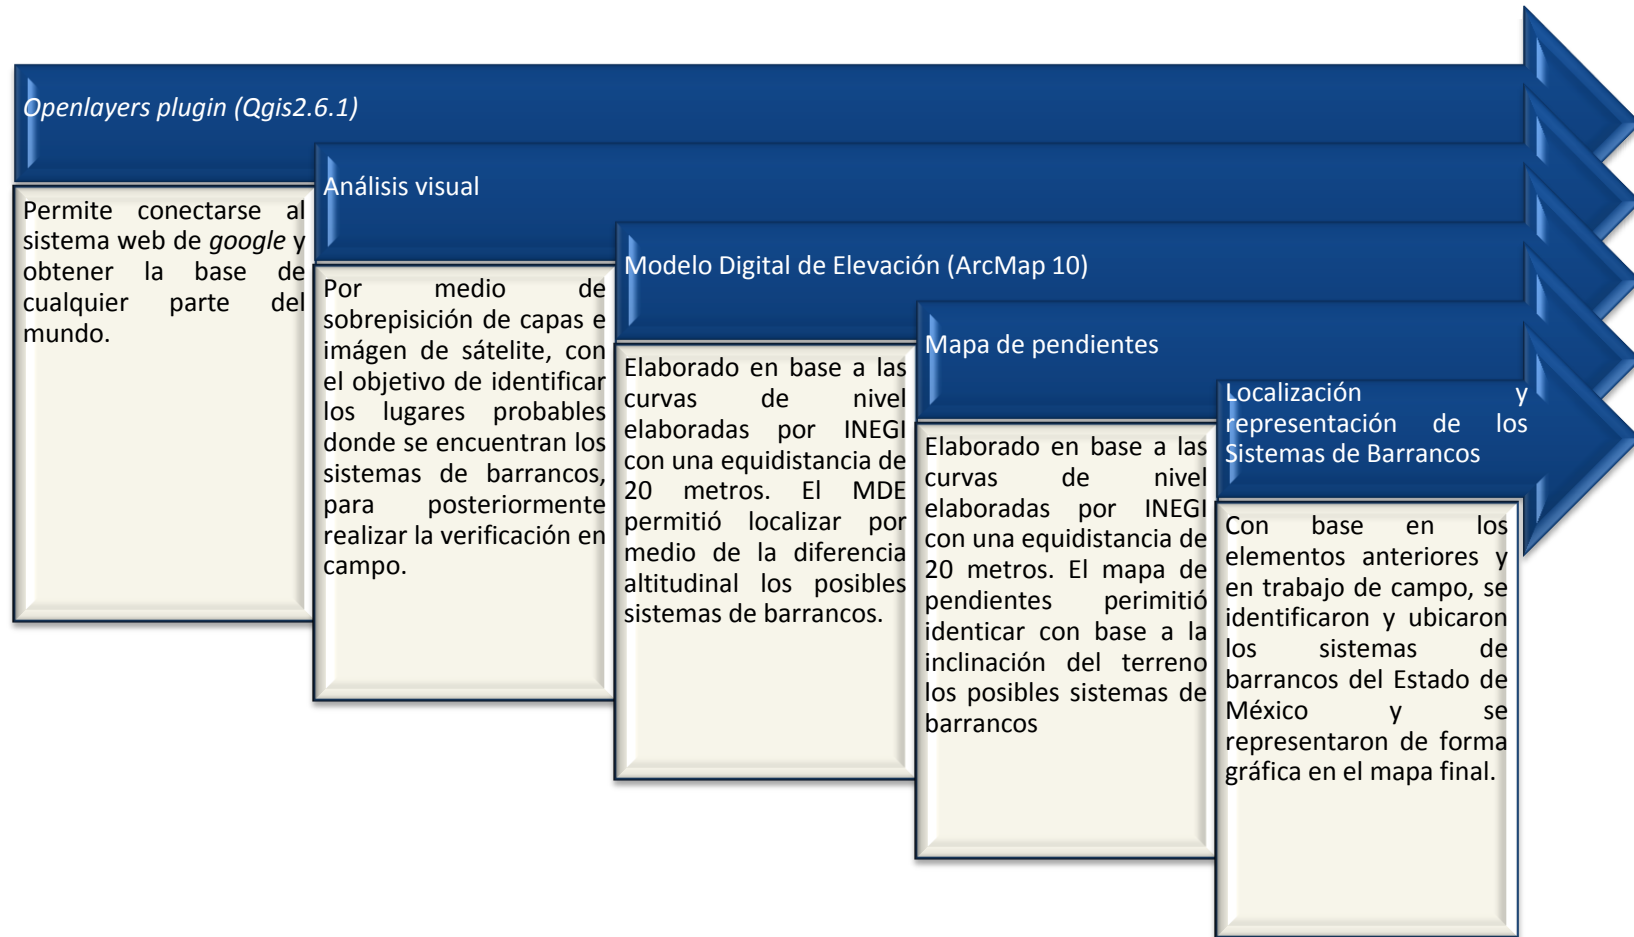 Openlayers plugin (Qgis2.6.1)
Permite conectarse al
sistema web de google y
obtener la base de
cualquier parte del
mundo.
Análisis visual
Por medio de
sobrepisición de capas e
imágen de sátelite, con
el objetivo de identificar
los lugares probables
donde se encuentran los
sistemas de barrancos,
para posteriormente
realizar la verificación en
campo.
Modelo Digital de Elevación (ArcMap 10)
Elaborado en base a las
curvas de nivel
elaboradas por INEGI
con una equidistancia de
20 metros. El MDE
permitió localizar por
medio de la diferencia
altitudinal los posibles
sistemas de barrancos.
Mapa de pendientes
Elaborado en base a las
curvas de nivel
elaboradas por INEGI
con una equidistancia de
20 metros. El mapa de
pendientes perimitió
identicar con base a la
inclinación del terreno
los posibles sistemas de
barrancos
Localización y
representación de los
Sistemas de Barrancos
Con base en los
elementos anteriores y
en trabajo de campo, se
identificaron y ubicaron
los sistemas de
barrancos del Estado de
México y se
representaron de forma
gráfica en el mapa final.